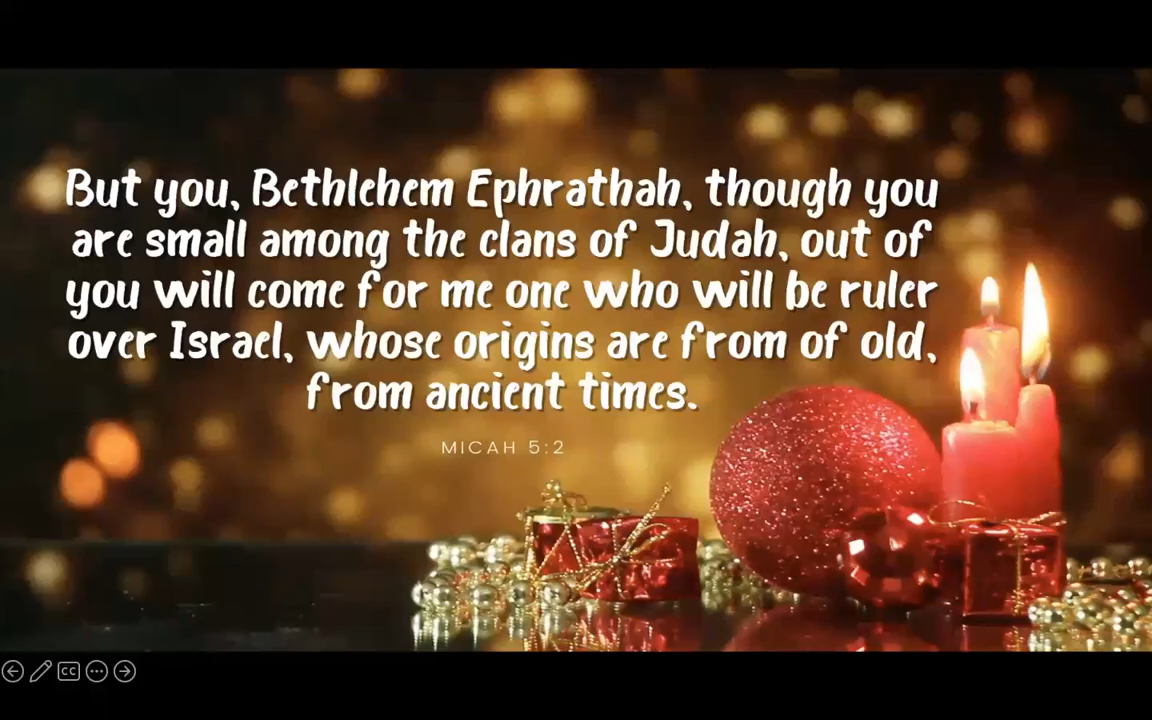 But you, Bethlehem Ephrathah, though you
are small among the clans of Judah, out of
you will come for me one who will be ruler
over Israel, whose origins are from of old,
from ancient times.
MICAH 5:2
CC